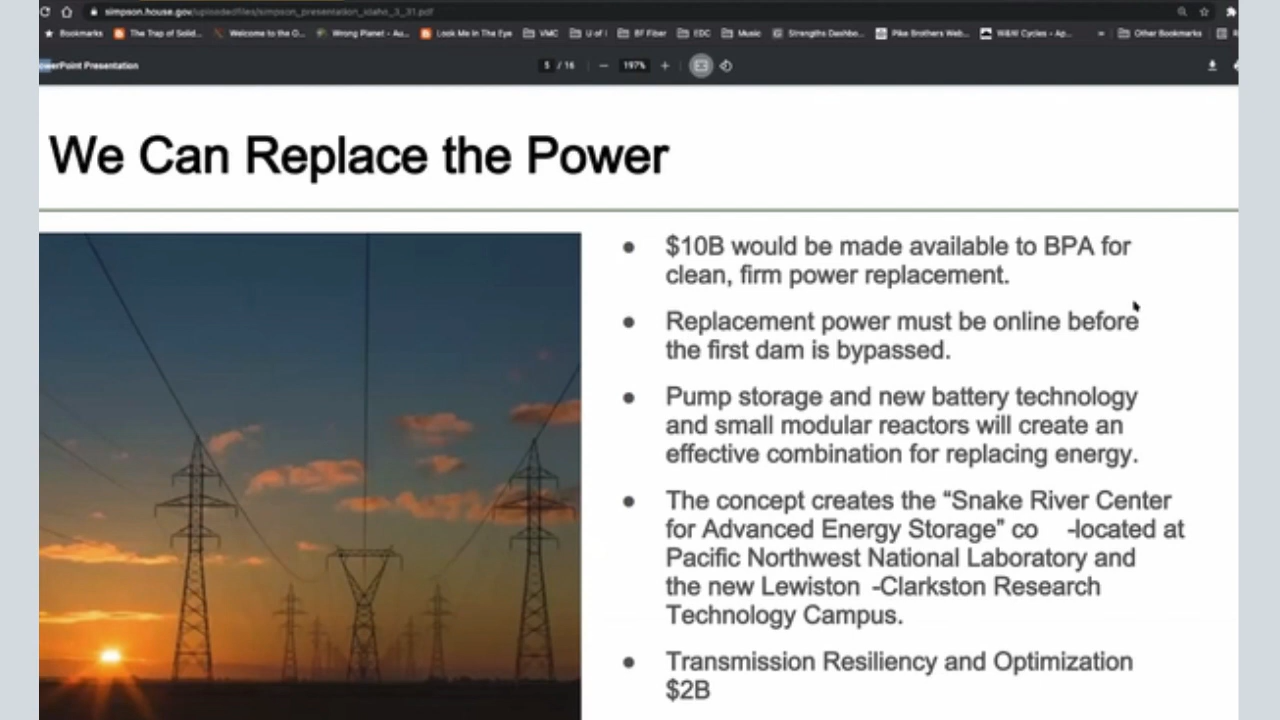 simpson.house.gov/uploadedfiles/simpson_presentation_idaho_3_31.pdf
Bookmarks The Trap of Solid... Welcome to the O... Wrong Planet - Au... Look Me In The Eye VMC U of I BF Fiber EDC Music Strengths Dashbo... Pike Brothers Web... W&W Cycles - Ap... » Other Bookmarks
werPoint Presentation 5 / 16 − 197% +
We Can Replace the Power
• $10B would be made available to BPA for
clean, firm power replacement.
• Replacement power must be online before
the first dam is bypassed.
• Pump storage and new battery technology
and small modular reactors will create an
effective combination for replacing energy.
• The concept creates the “Snake River Center
for Advanced Energy Storage” co -located at
Pacific Northwest National Laboratory and
the new Lewiston -Clarkston Research
Technology Campus.
• Transmission Resiliency and Optimization
$2B